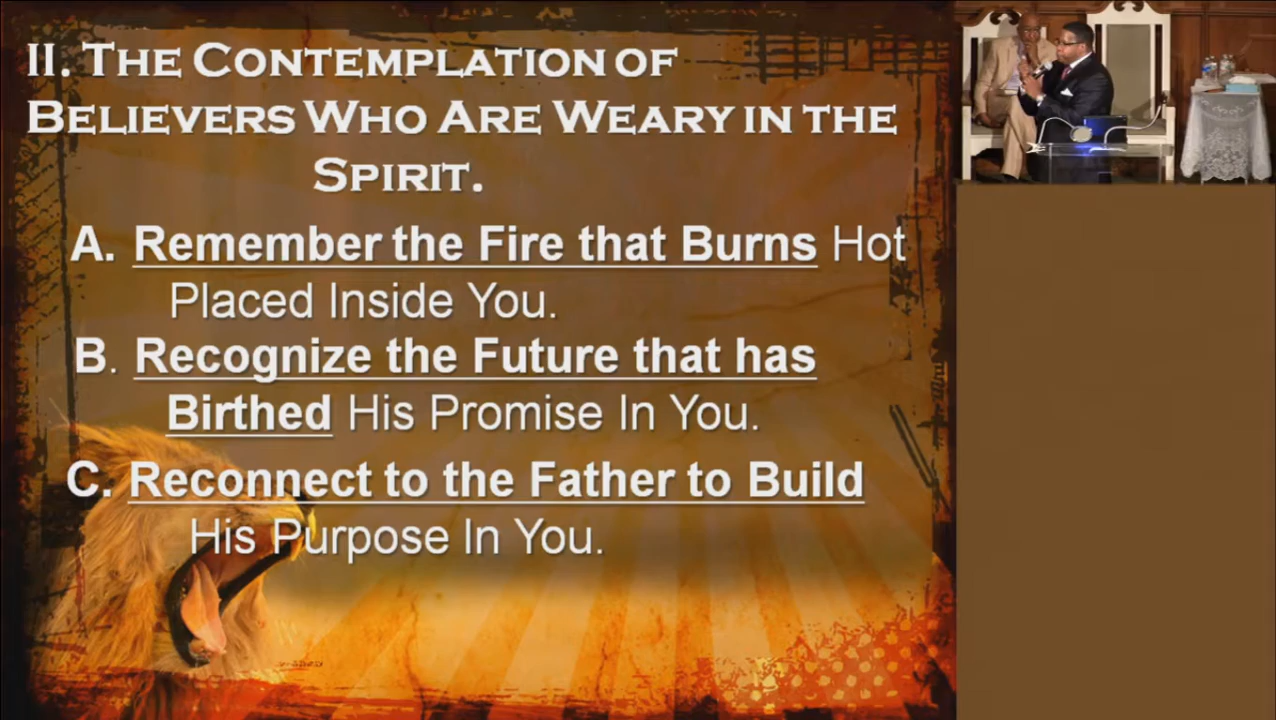 II. The Contemplation of
Believers Who Are Weary in the
Spirit.
A. Remember the Fire that Burns Hot
Placed Inside You.
B. Recognize the Future that has
Birthed His Promise In You.
C. Reconnect to the Father to Build
His Purpose In You.